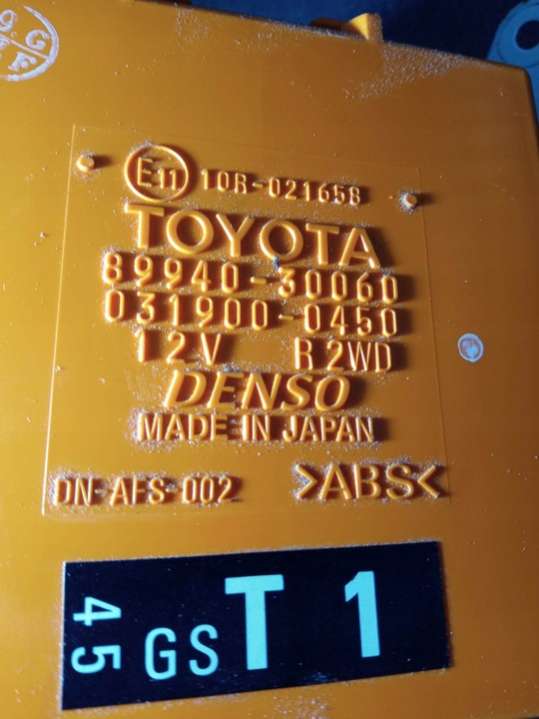 E11 10R-021658
TOYOTA
89940-30060
031900-0450
12V R2WD
DENSO
MADE IN JAPAN
DN-AFS-002 >ABS<
45 GS T 1